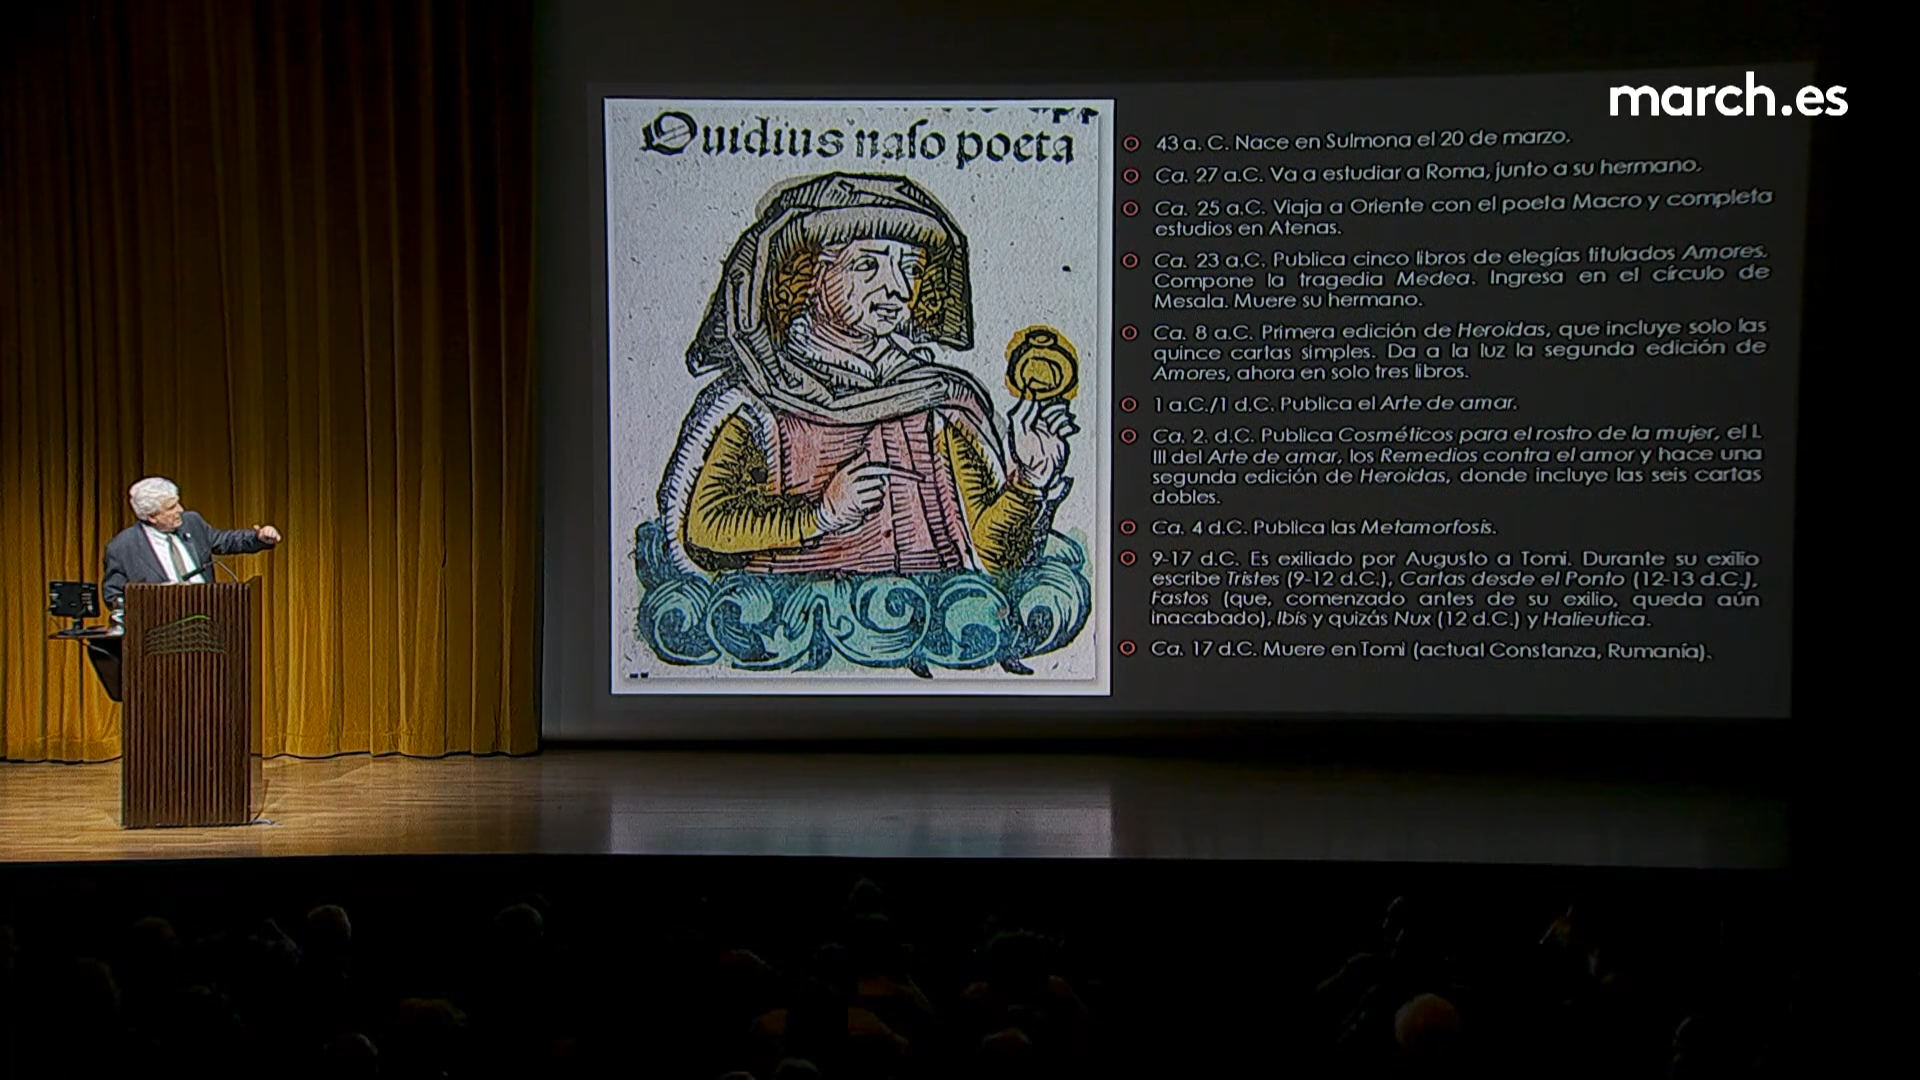 march.es
Ouidius naso poeta
43 a. C. Nace en Sulmona el 20 de marzo.
Ca. 27 a.C. Va a estudiar a Roma, junto a su hermano.
Ca. 25 a.C. Viaja a Oriente con el poeta Macro y completa
estudios en Atenas.
Ca. 23 a.C. Publica cinco libros de elegías titulados Amores.
Compone la tragedia Medea. Ingresa en el círculo de
Mesala. Muere su hermano.
Ca. 8 a.C. Primera edición de Heroidas, que incluye solo las
quince cartas simples. Da a la luz la segunda edición de
Amores, ahora en solo tres libros.
1 a.C./1 d.C. Publica el Arte de amar.
Ca. 2. d.C. Publica Cosméticos para el rostro de la mujer, el L
III del Arte de amar, los Remedios contra el amor y hace una
segunda edición de Heroidas, donde incluye las seis cartas
dobles.
Ca. 4 d.C. Publica las Metamorfosis.
9-17 d.C. Es exiliado por Augusto a Tomi. Durante su exilio
escribe Tristes (9-12 d.C.), Cartas desde el Ponto (12-13 d.C.),
Fastos (que, comenzado antes de su exilio, queda aún
inacabado), Ibis y quizás Nux (12 d.C.) y Halieutica.
Ca. 17 d.C. Muere en Tomi (actual Constanza, Rumanía).